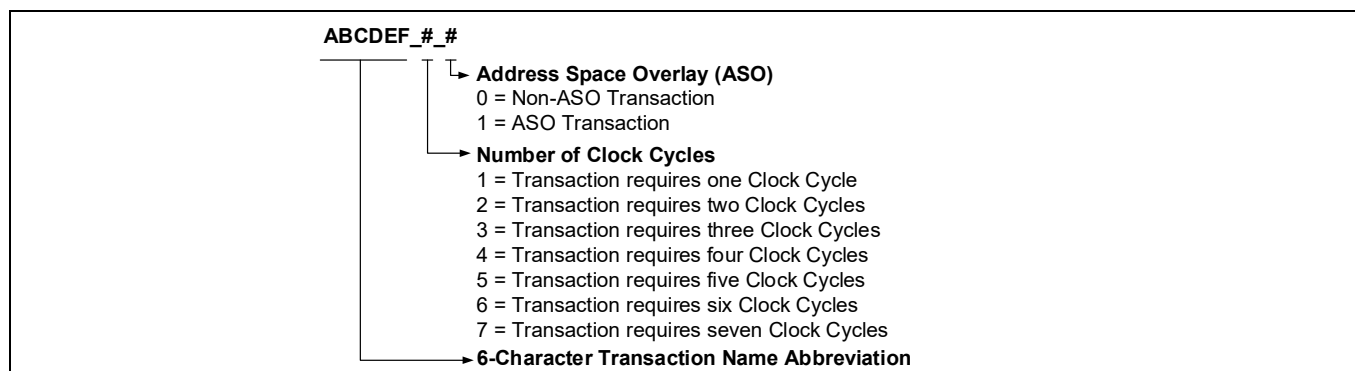 ABCDEF_#_#
Address Space Overlay (ASO)
0 = Non-ASO Transaction
1 = ASO Transaction
Number of Clock Cycles
1 = Transaction requires one Clock Cycle
2 = Transaction requires two Clock Cycles
3 = Transaction requires three Clock Cycles
4 = Transaction requires four Clock Cycles
5 = Transaction requires five Clock Cycles
6 = Transaction requires six Clock Cycles
7 = Transaction requires seven Clock Cycles
6-Character Transaction Name Abbreviation